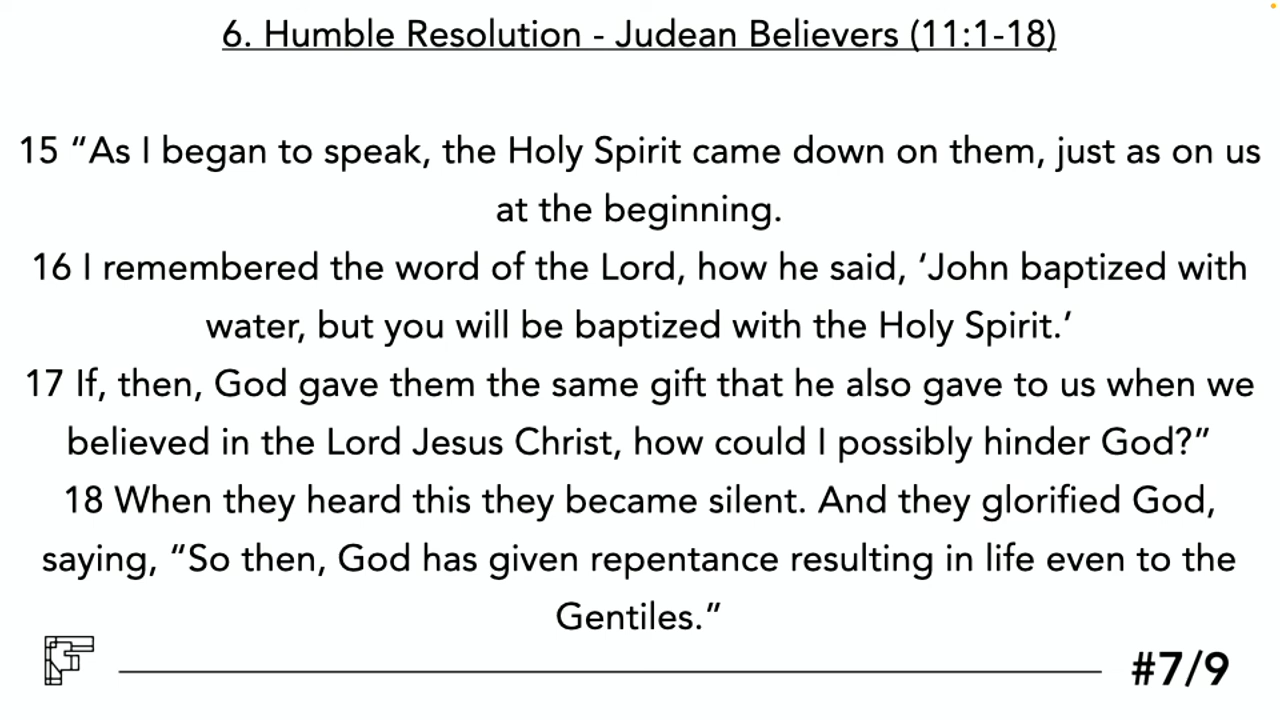 6. Humble Resolution - Judean Believers (11:1-18)
15 “As I began to speak, the Holy Spirit came down on them, just as on us
at the beginning.
16 I remembered the word of the Lord, how he said, ‘John baptized with
water, but you will be baptized with the Holy Spirit.’
17 If, then, God gave them the same gift that he also gave to us when we
believed in the Lord Jesus Christ, how could I possibly hinder God?”
18 When they heard this they became silent. And they glorified God,
saying, “So then, God has given repentance resulting in life even to the
Gentiles.”
#7/9